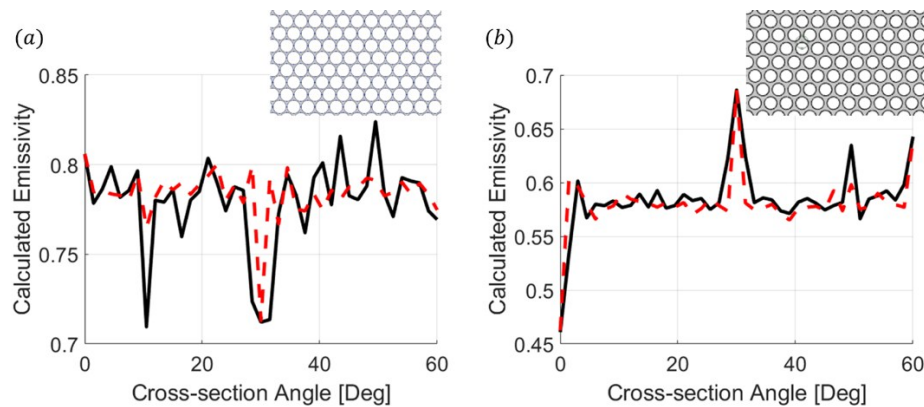 (a)
0.85
0.8
0.75
0.7
Calculated Emissivity
0 20 40 60
Cross-section Angle [Deg]
(b)
0.7
0.65
0.6
0.55
0.5
0.45
Calculated Emissivity
0 20 40 60
Cross-section Angle [Deg]